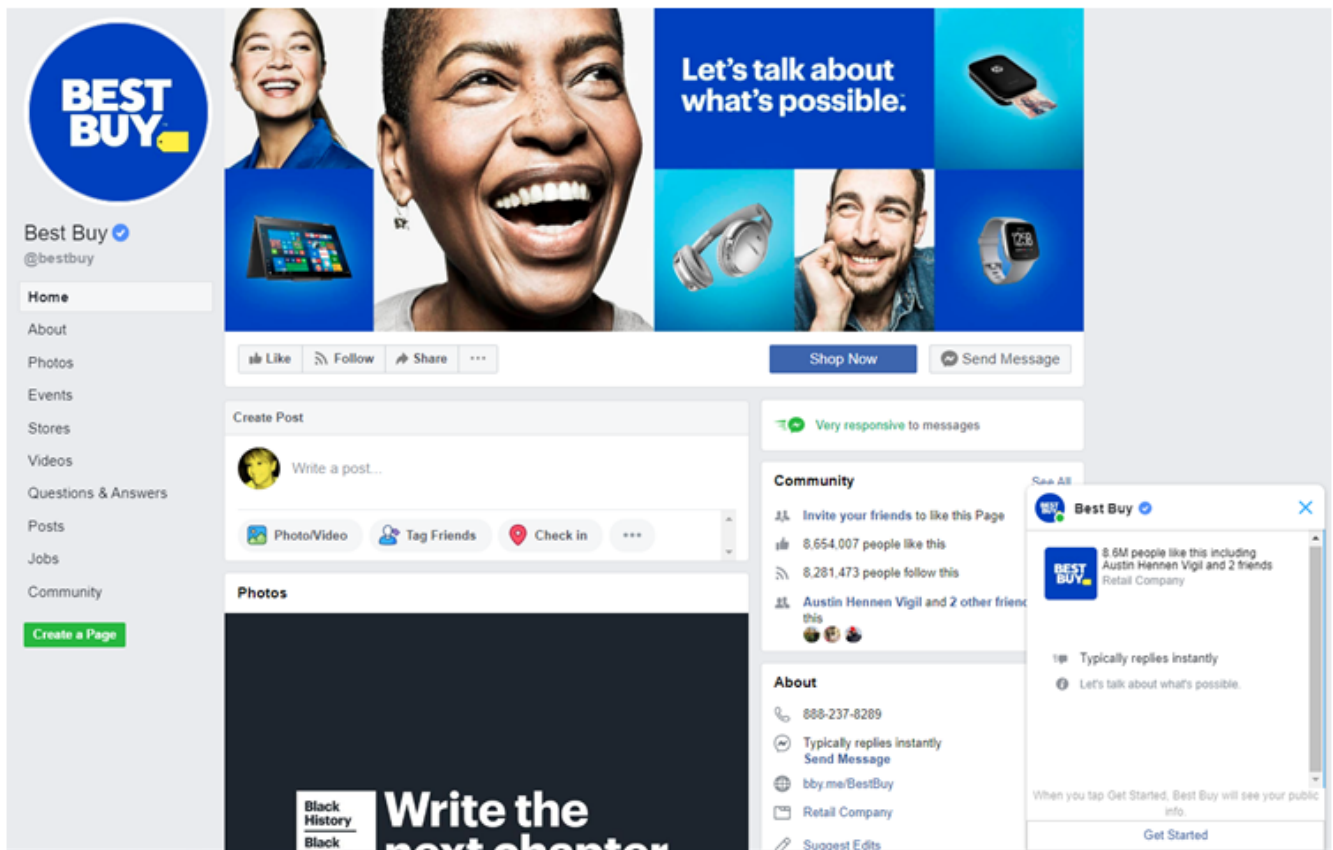 BEST
BUY
Best Buy
@bestbuy
Home
About
Photos
Events
Stores
Videos
Questions & Answers
Posts
Jobs
Community
Create a Page
Let's talk about
what's possible.
Like
Follow
Share
Shop Now
Send Message
Create Post
Write a post...
Photo/Video
Tag Friends
Check in
Photos
Black
History
Black
Write the
next chapter
Very responsive to messages
Community
See All
Invite your friends to like this Page
8,654,007 people like this
8,281,473 people follow this
Austin Hennen Vigil and 2 other friend
this
About
888-237-8289
Typically replies instantly
Send Message
bby.me/BestBuy
Retail Company
Suggest Edits
BEST
BUY
Best Buy
BEST
BUY
8.6M people like this including
Austin Hennen Vigil and 2 friends
Retail Company
Typically replies instantly
Let's talk about what's possible.
When you tap Get Started, Best Buy will see your public
info.
Get Started